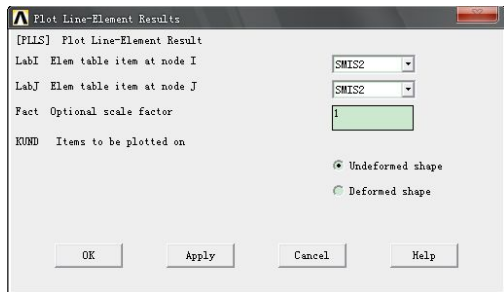 Plot Line-Element Results
[PLLS] Plot Line-Element Result
LabI Elem table item at node I
SMIS2
LabJ Elem table item at node J
SMIS2
Fact Optional scale factor
1
KUND Items to be plotted on
Undeformed shape
Deformed shape
OK Apply Cancel Help